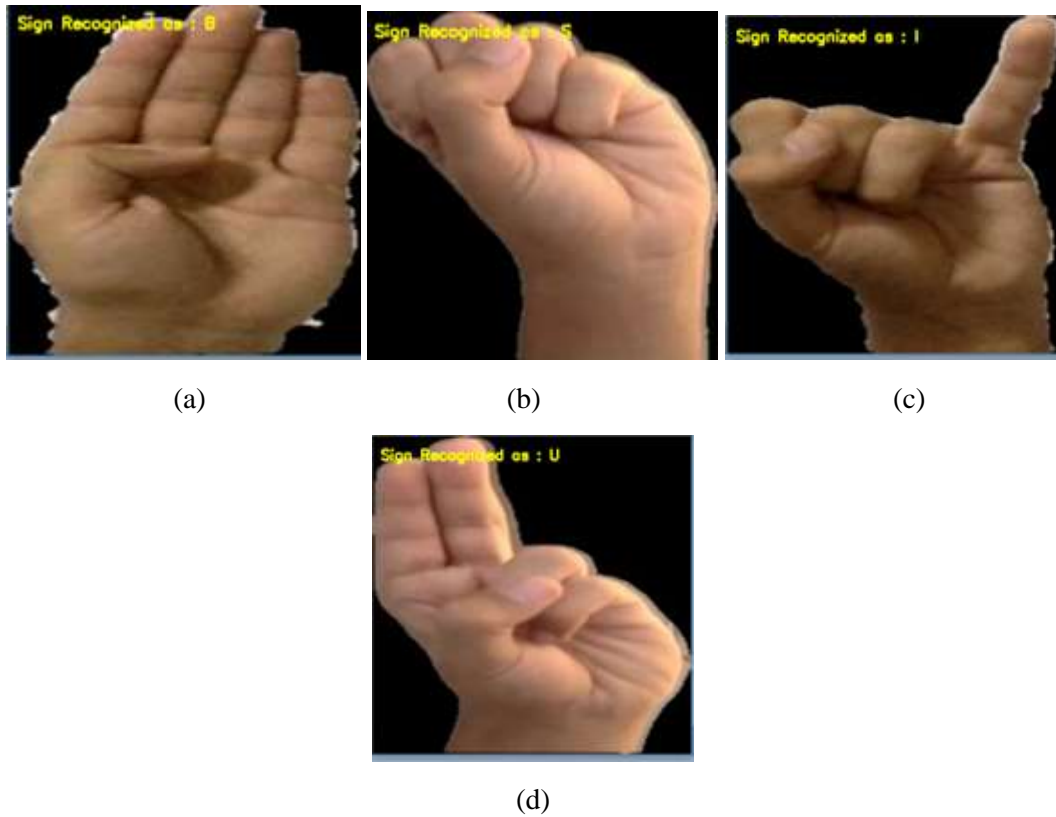 Sign Recognized as : B
Sign Recognized as : S
Sign Recognized as : I
(a)
(b)
(c)
Sign Recognized as : U
(d)